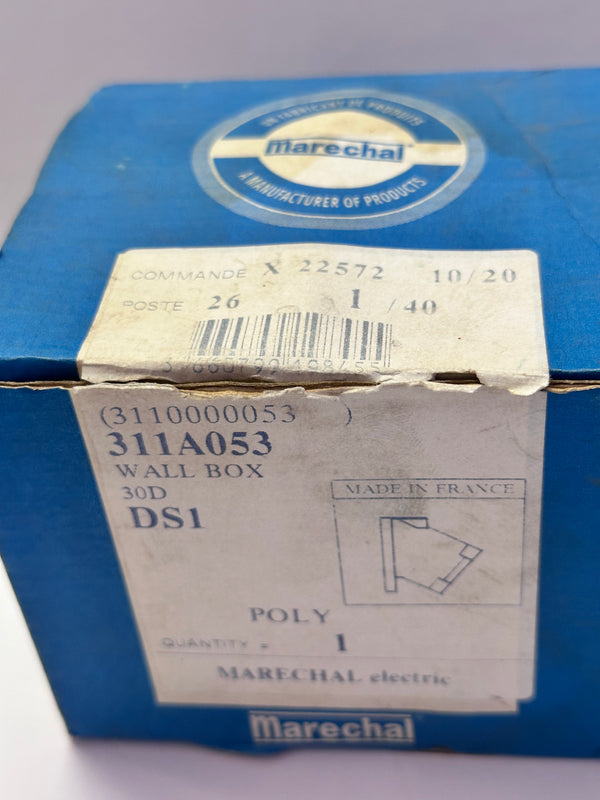 UN FABRICANT DE PRODUITS
marechal
A MANUFACTURER OF PRODUCTS
COMMANDE X 22572 10/20
POSTE 26 1 /40
(3110000053 )
311A053
WALL BOX
30D
DS1
MADE IN FRANCE
POLY
QUANTITY = 1
MARECHAL electric
marechal